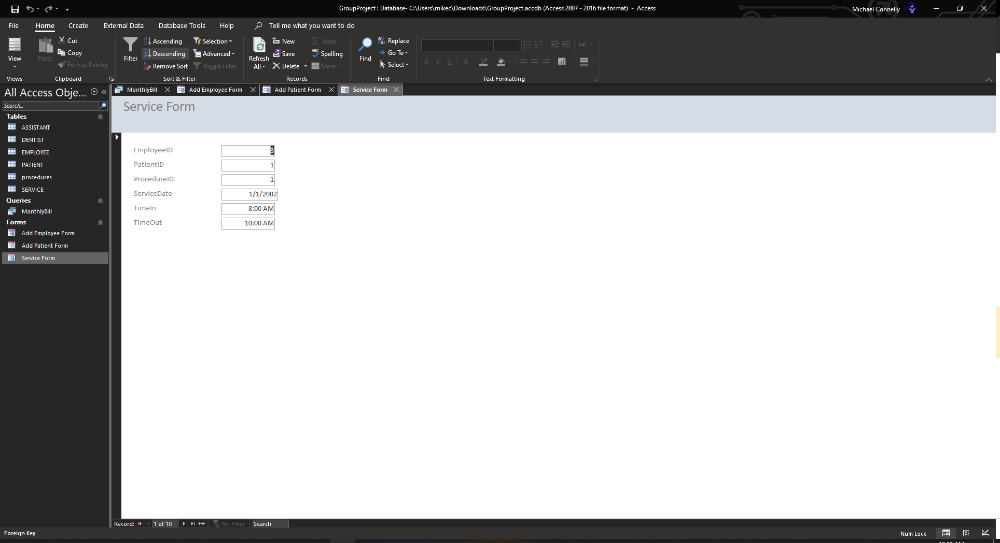 GroupProject : Database- C:\Users\mikec\Downloads\GroupProject.accdb (Access 2007 - 2016 file format) - Access
Michael Connelly
File Home Create External Data Database Tools Help Tell me what you want to do
View
Views
Paste
Cut
Copy
Format Painter
Clipboard
Filter
Ascending
Descending
Remove Sort
Selection
Advanced
Toggle Filter
Sort & Filter
Refresh
All
New
Save
Delete
Totals
Spelling
More
Records
Find
Replace
Go To
Select
Find
Text Formatting
All Access Obje...
Search...
Tables
ASSISTANT
DENTIST
EMPLOYEE
PATIENT
procedures
SERVICE
Queries
MonthlyBill
Forms
Add Employee Form
Add Patient Form
Service Form
MonthlyBill Add Employee Form Add Patient Form Service Form
Service Form
EmployeeID 3
PatientID 1
ProcedureID 1
ServiceDate 1/1/2002
TimeIn 8:00 AM
TimeOut 10:00 AM
Record: 1 of 10 No Filter Search
Foreign Key
Num Lock